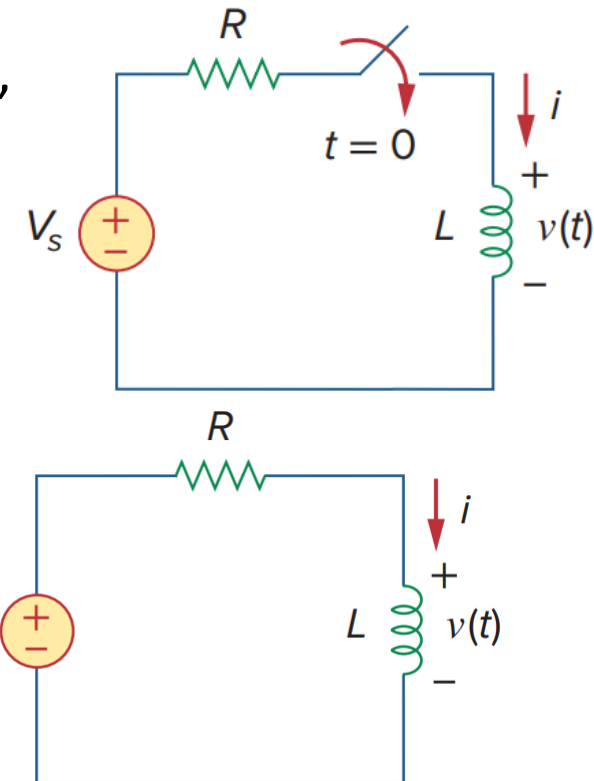 ,
R
t = 0
i
+
V_s
+
−
L
v(t)
−
R
i
+
+
−
L
v(t)
−